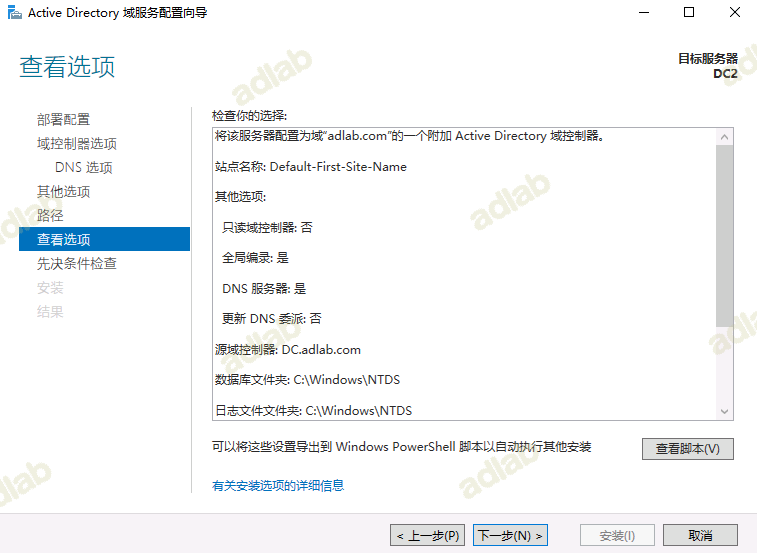 Active Directory 域服务配置向导
查看选项
目标服务器
DC2
部署配置
域控制器选项
DNS 选项
其他选项
路径
查看选项
先决条件检查
安装
结果
检查你的选择:
将该服务器配置为域"adlab.com"的一个附加 Active Directory 域控制器。
站点名称: Default-First-Site-Name
其他选项:
只读域控制器: 否
全局编录: 是
DNS 服务器: 是
更新 DNS 委派: 否
源域控制器: DC.adlab.com
数据库文件夹: C:\Windows\NTDS
日志文件文件夹: C:\Windows\NTDS
可以将这些设置导出到 Windows PowerShell 脚本以自动执行其他安装
查看脚本(V)
有关安装选项的详细信息
< 上一步(P)
下一步(N) >
安装(I)
取消
adlab
adlab
adlab
adlab
adlab
adlab
adlab
adlab